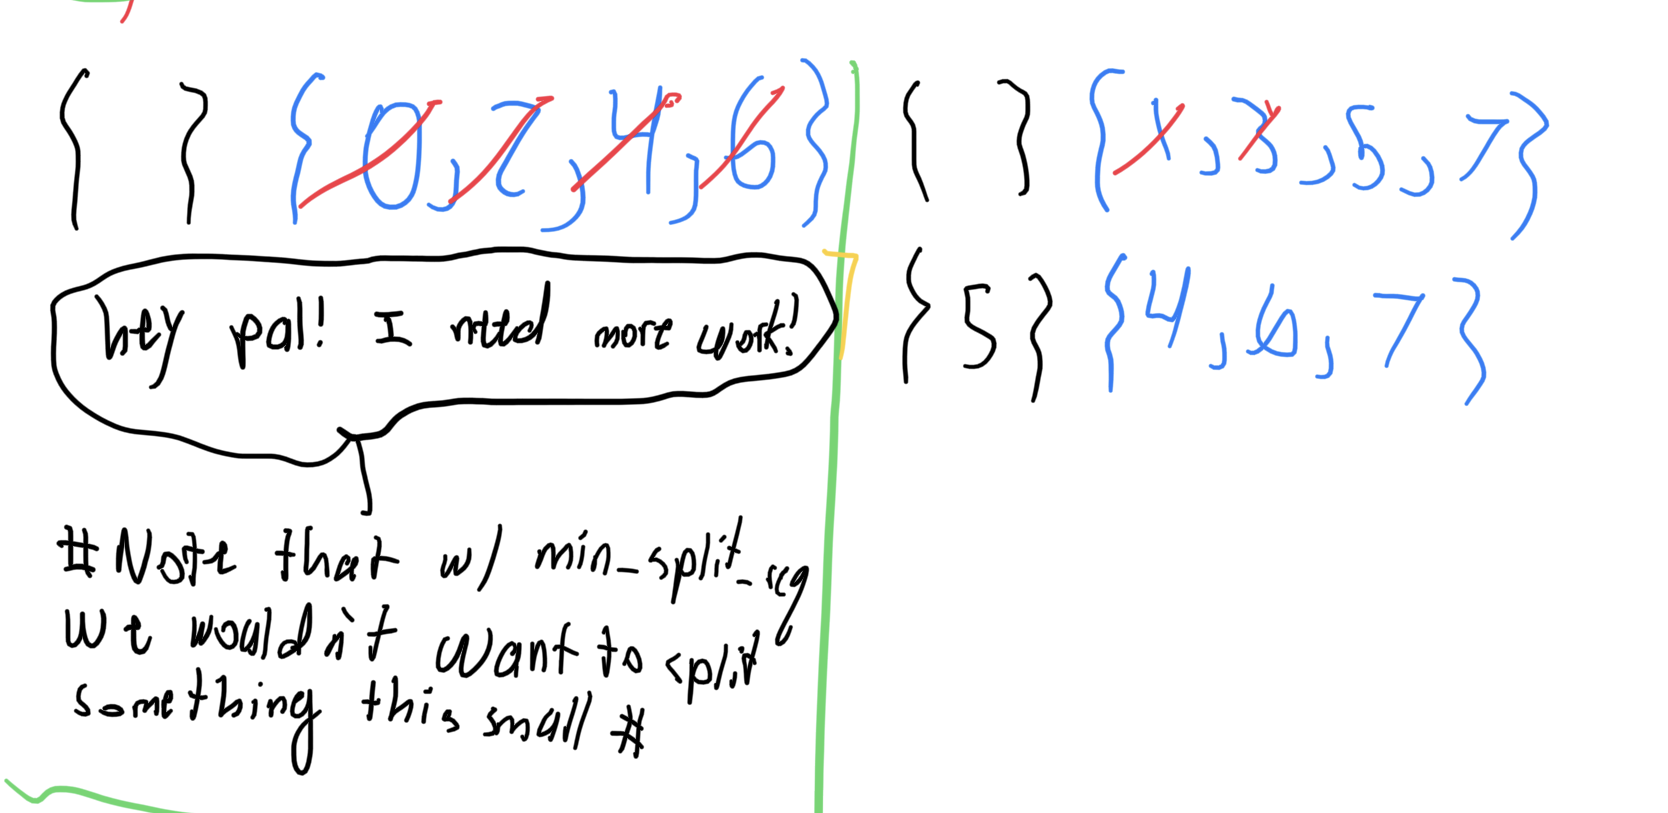 { } {0, 2, 4, 6}
{ } {1, 3, 5, 7}
hey pal! I need more work!
{5} {4, 6, 7}
#Note that w/ min_split_seq
We wouldn't want to split
something this small #